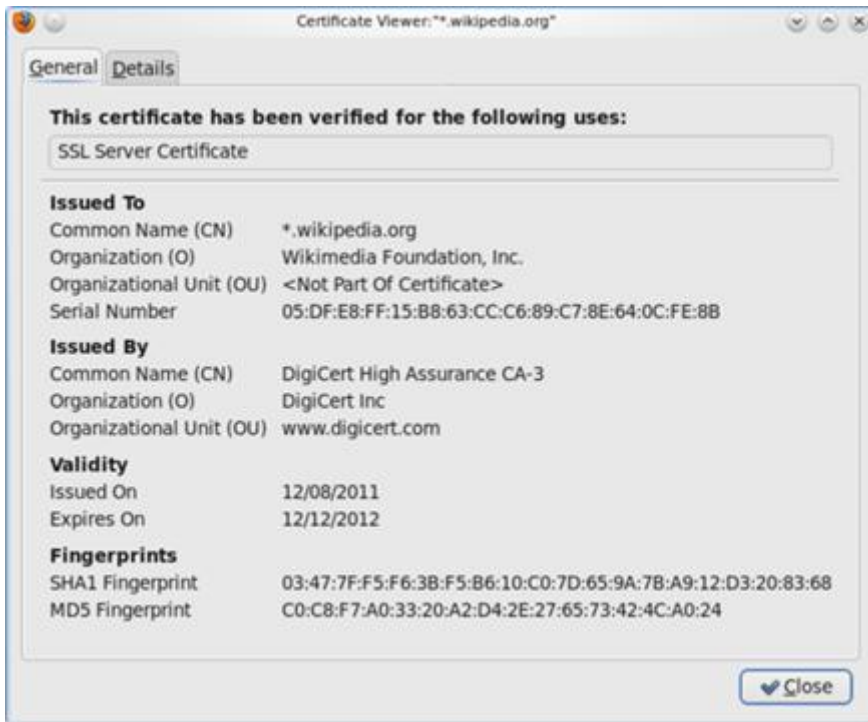 Certificate Viewer:"*.wikipedia.org"
General Details
This certificate has been verified for the following uses:
SSL Server Certificate
Issued To
Common Name (CN) *.wikipedia.org
Organization (O) Wikimedia Foundation, Inc.
Organizational Unit (OU) <Not Part Of Certificate>
Serial Number 05:DF:E8:FF:15:B8:63:CC:C6:89:C7:8E:64:0C:FE:8B
Issued By
Common Name (CN) DigiCert High Assurance CA-3
Organization (O) DigiCert Inc
Organizational Unit (OU) www.digicert.com
Validity
Issued On 12/08/2011
Expires On 12/12/2012
Fingerprints
SHA1 Fingerprint 03:47:7F:F5:F6:3B:F5:B6:10:C0:7D:65:9A:7B:A9:12:D3:20:83:68
MD5 Fingerprint C0:C8:F7:A0:33:20:A2:D4:2E:27:65:73:42:4C:A0:24
Close